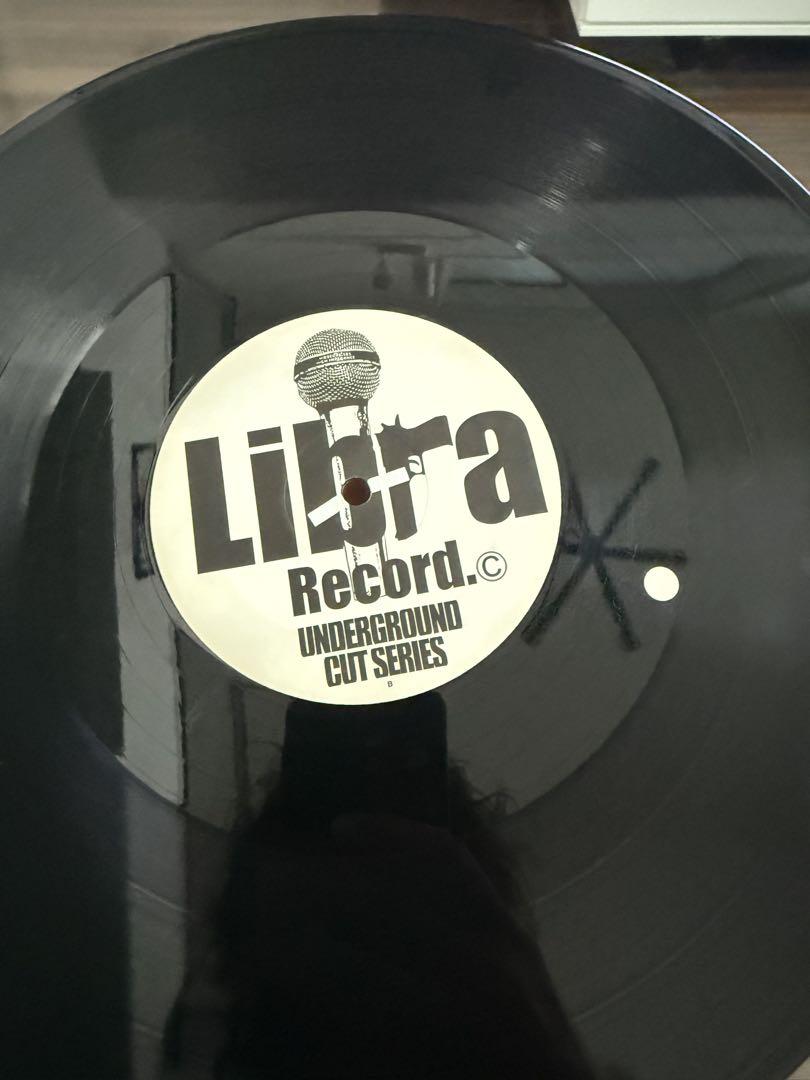 Libra
Record.©
UNDERGROUND
CUT SERIES
B